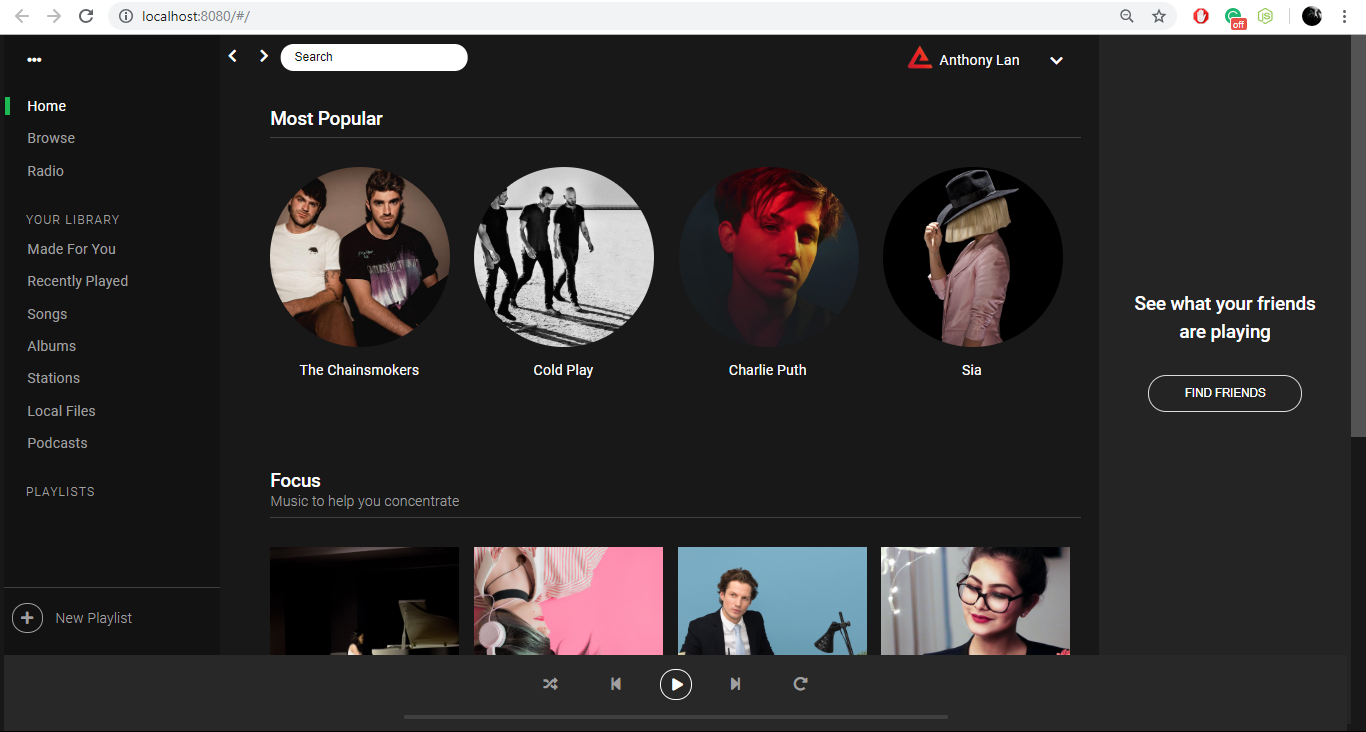 localhost:8080/#/
off
•••
Search
Anthony Lan
Home
Browse
Radio
YOUR LIBRARY
Made For You
Recently Played
Songs
Albums
Stations
Local Files
Podcasts
PLAYLISTS
New Playlist
Most Popular
The Chainsmokers
Cold Play
Charlie Puth
Sia
Focus
Music to help you concentrate
See what your friends
are playing
FIND FRIENDS